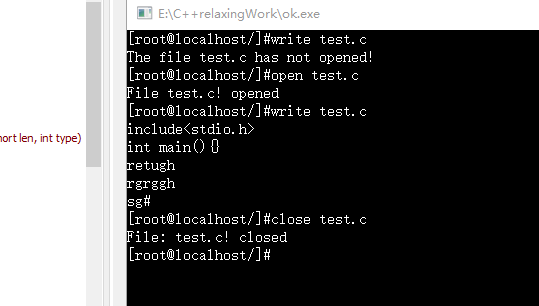 E:\C++relaxingWork\ok.exe
[root@localhost/]#write test.c
The file test.c has not opened!
[root@localhost/]#open test.c
File test.c! opened
[root@localhost/]#write test.c
include<stdio.h>
int main(){}
retugh
rgrggh
sg#
[root@localhost/]#close test.c
File: test.c! closed
[root@localhost/]#
hort len, int type)